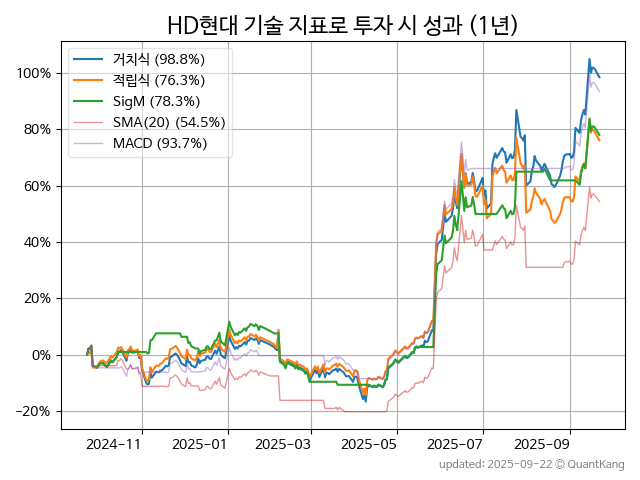 HD현대 기술 지표로 투자 시 성과 (1년)
거치식 (98.8%)
적립식 (76.3%)
SigM (78.3%)
SMA(20) (54.5%)
MACD (93.7%)
100%
80%
60%
40%
20%
0%
−20%
2024-11 2025-01 2025-03 2025-05 2025-07 2025-09
updated: 2025-09-22 © QuantKang